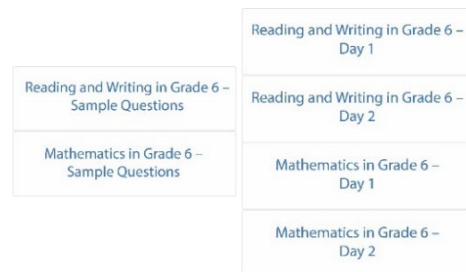 Reading and Writing in Grade 6 –
Sample Questions
Mathematics in Grade 6 –
Sample Questions
Reading and Writing in Grade 6 –
Day 1
Reading and Writing in Grade 6 –
Day 2
Mathematics in Grade 6 –
Day 1
Mathematics in Grade 6 –
Day 2